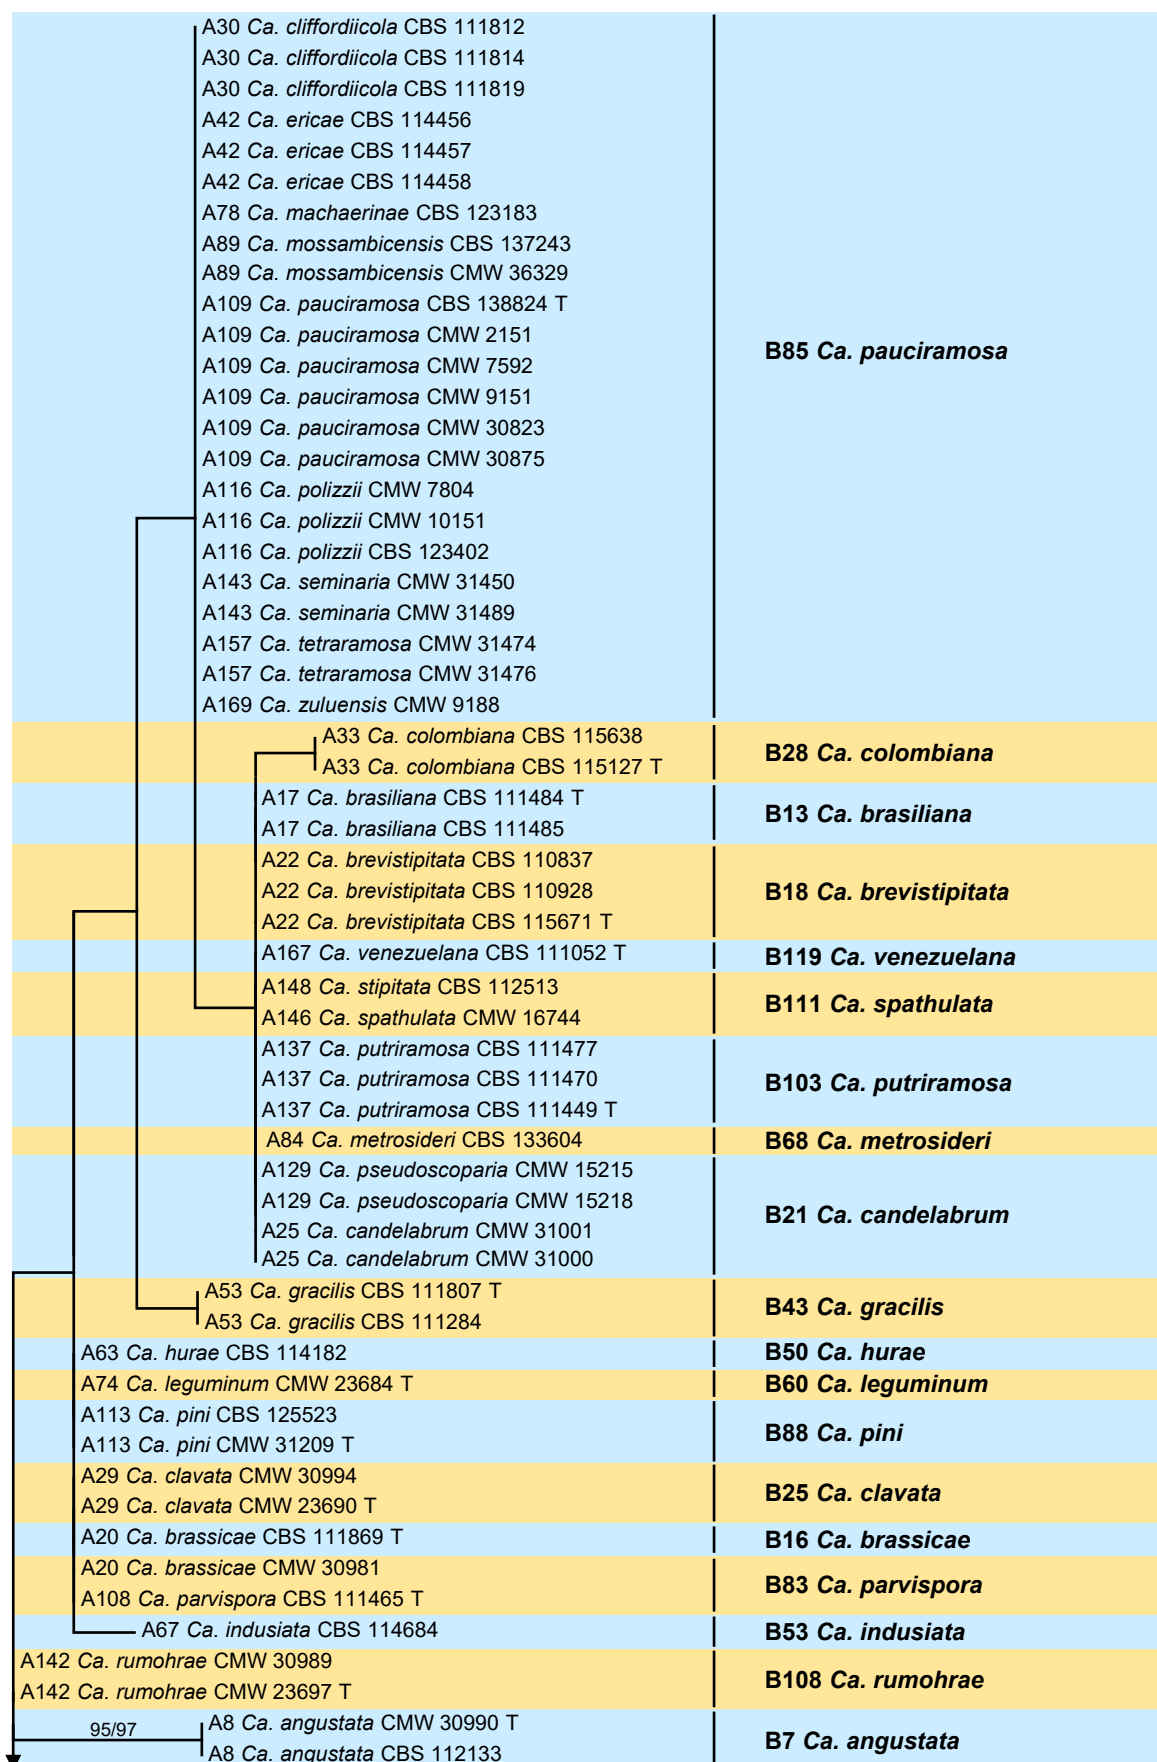 A30 Ca. cliffordiicola CBS 111812
A30 Ca. cliffordiicola CBS 111814
A30 Ca. cliffordiicola CBS 111819
A42 Ca. ericae CBS 114456
A42 Ca. ericae CBS 114457
A42 Ca. ericae CBS 114458
A78 Ca. machaerinae CBS 123183
A89 Ca. mossambicensis CBS 137243
A89 Ca. mossambicensis CMW 36329
A109 Ca. pauciramosa CBS 138824 T
A109 Ca. pauciramosa CMW 2151
B85 Ca. pauciramosa
A109 Ca. pauciramosa CMW 7592
A109 Ca. pauciramosa CMW 9151
A109 Ca. pauciramosa CMW 30823
A109 Ca. pauciramosa CMW 30875
A116 Ca. polizzii CMW 7804
A116 Ca. polizzii CMW 10151
A116 Ca. polizzii CBS 123402
A143 Ca. seminaria CMW 31450
A143 Ca. seminaria CMW 31489
A157 Ca. tetraramosa CMW 31474
A157 Ca. tetraramosa CMW 31476
A169 Ca. zuluensis CMW 9188
A33 Ca. colombiana CBS 115638
B28 Ca. colombiana
A33 Ca. colombiana CBS 115127 T
A17 Ca. brasiliana CBS 111484 T
B13 Ca. brasiliana
A17 Ca. brasiliana CBS 111485
A22 Ca. brevistipitata CBS 110837
A22 Ca. brevistipitata CBS 110928
B18 Ca. brevistipitata
A22 Ca. brevistipitata CBS 115671 T
A167 Ca. venezuelana CBS 111052 T
B119 Ca. venezuelana
A148 Ca. stipitata CBS 112513
B111 Ca. spathulata
A146 Ca. spathulata CMW 16744
A137 Ca. putriramosa CBS 111477
A137 Ca. putriramosa CBS 111470
B103 Ca. putriramosa
A137 Ca. putriramosa CBS 111449 T
A84 Ca. metrosideri CBS 133604
B68 Ca. metrosideri
A129 Ca. pseudoscoparia CMW 15215
A129 Ca. pseudoscoparia CMW 15218
B21 Ca. candelabrum
A25 Ca. candelabrum CMW 31001
A25 Ca. candelabrum CMW 31000
A53 Ca. gracilis CBS 111807 T
B43 Ca. gracilis
A53 Ca. gracilis CBS 111284
A63 Ca. hurae CBS 114182
B50 Ca. hurae
A74 Ca. leguminum CMW 23684 T
B60 Ca. leguminum
A113 Ca. pini CBS 125523
B88 Ca. pini
A113 Ca. pini CMW 31209 T
A29 Ca. clavata CMW 30994
B25 Ca. clavata
A29 Ca. clavata CMW 23690 T
A20 Ca. brassicae CBS 111869 T
B16 Ca. brassicae
A20 Ca. brassicae CMW 30981
B83 Ca. parvispora
A108 Ca. parvispora CBS 111465 T
A67 Ca. indusiata CBS 114684
B53 Ca. indusiata
A142 Ca. rumohrae CMW 30989
B108 Ca. rumohrae
A142 Ca. rumohrae CMW 23697 T
95/97
A8 Ca. angustata CMW 30990 T
B7 Ca. angustata
A8 Ca. angustata CBS 112133